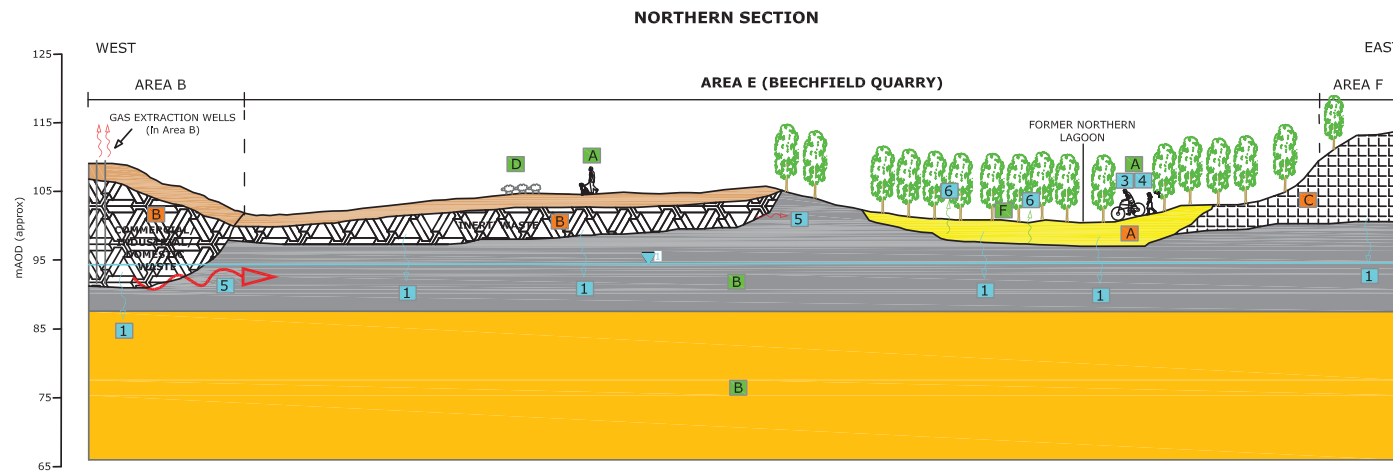 NORTHERN SECTION
WEST
EAST
AREA B
AREA E (BEECHFIELD QUARRY)
AREA F
GAS EXTRACTION WELLS
(In Area B)
FORMER NORTHERN
LAGOON
mAOD (approx)
125
115
105
95
85
75
65
D
A
A
3 4
6
6
F
B
COMMERCIAL/
INDUSTRIAL/
DOMESTIC
WASTE
INERT WASTE
B
5
A
C
5
1
1
B
1
1
1
1
B